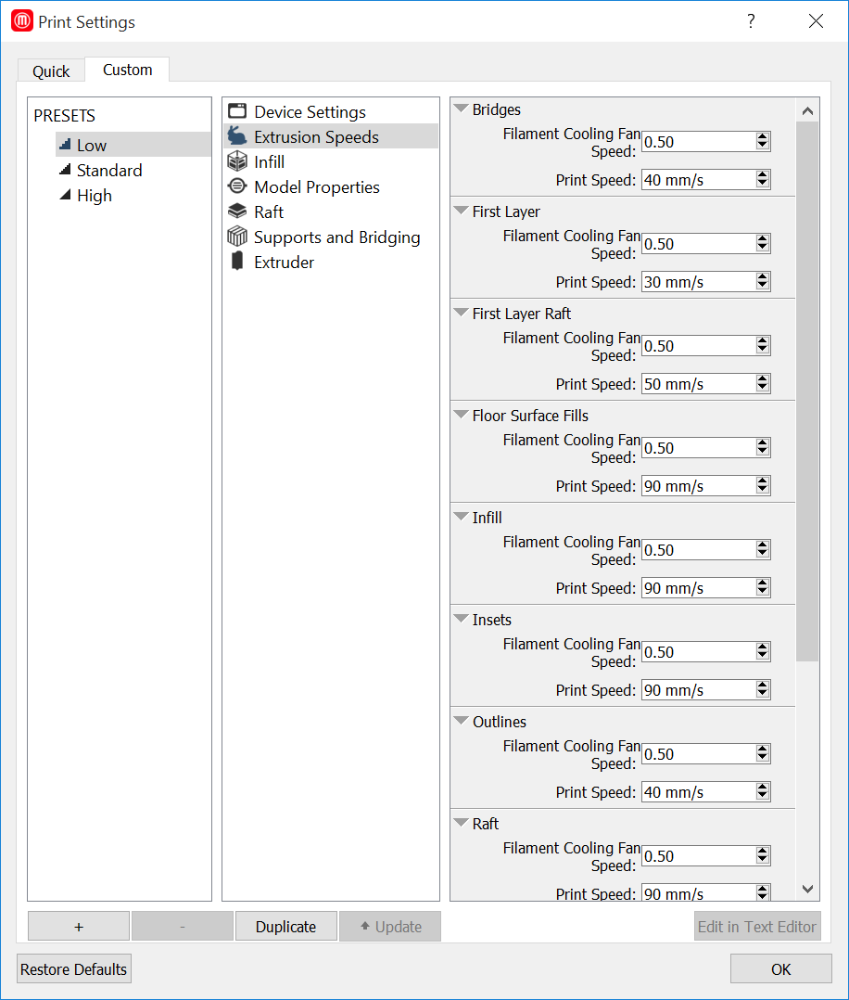 Print Settings
?
Quick
Custom
PRESETS
Low
Standard
High
Device Settings
Extrusion Speeds
Infill
Model Properties
Raft
Supports and Bridging
Extruder
Bridges
Filament Cooling Fan
Speed: 0.50
Print Speed: 40 mm/s
First Layer
Filament Cooling Fan
Speed: 0.50
Print Speed: 30 mm/s
First Layer Raft
Filament Cooling Fan
Speed: 0.50
Print Speed: 50 mm/s
Floor Surface Fills
Filament Cooling Fan
Speed: 0.50
Print Speed: 90 mm/s
Infill
Filament Cooling Fan
Speed: 0.50
Print Speed: 90 mm/s
Insets
Filament Cooling Fan
Speed: 0.50
Print Speed: 90 mm/s
Outlines
Filament Cooling Fan
Speed: 0.50
Print Speed: 40 mm/s
Raft
Filament Cooling Fan
Speed: 0.50
Print Speed: 90 mm/s
+
-
Duplicate
Update
Edit in Text Editor
Restore Defaults
OK